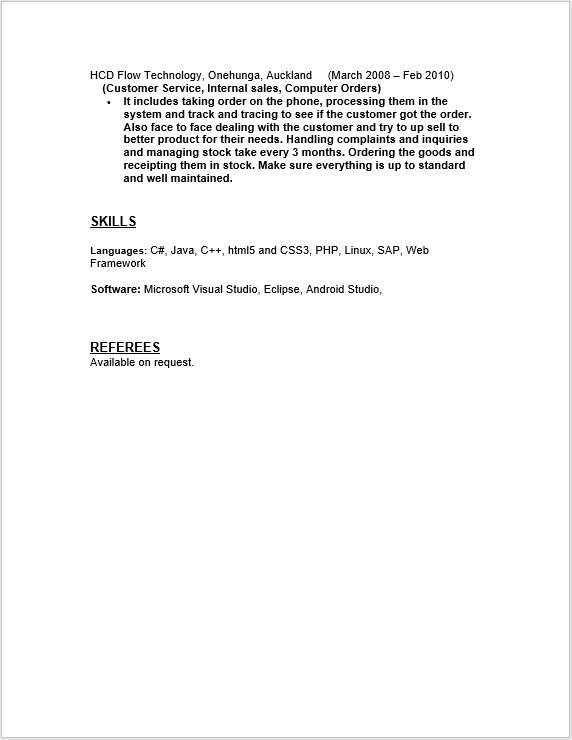 HCD Flow Technology, Onehunga, Auckland (March 2008 – Feb 2010)
(Customer Service, Internal sales, Computer Orders)
• It includes taking order on the phone, processing them in the
system and track and tracing to see if the customer got the order.
Also face to face dealing with the customer and try to up sell to
better product for their needs. Handling complaints and inquiries
and managing stock take every 3 months. Ordering the goods and
receipting them in stock. Make sure everything is up to standard
and well maintained.
SKILLS
Languages: C#, Java, C++, html5 and CSS3, PHP, Linux, SAP, Web
Framework
Software: Microsoft Visual Studio, Eclipse, Android Studio,
REFEREES
Available on request.